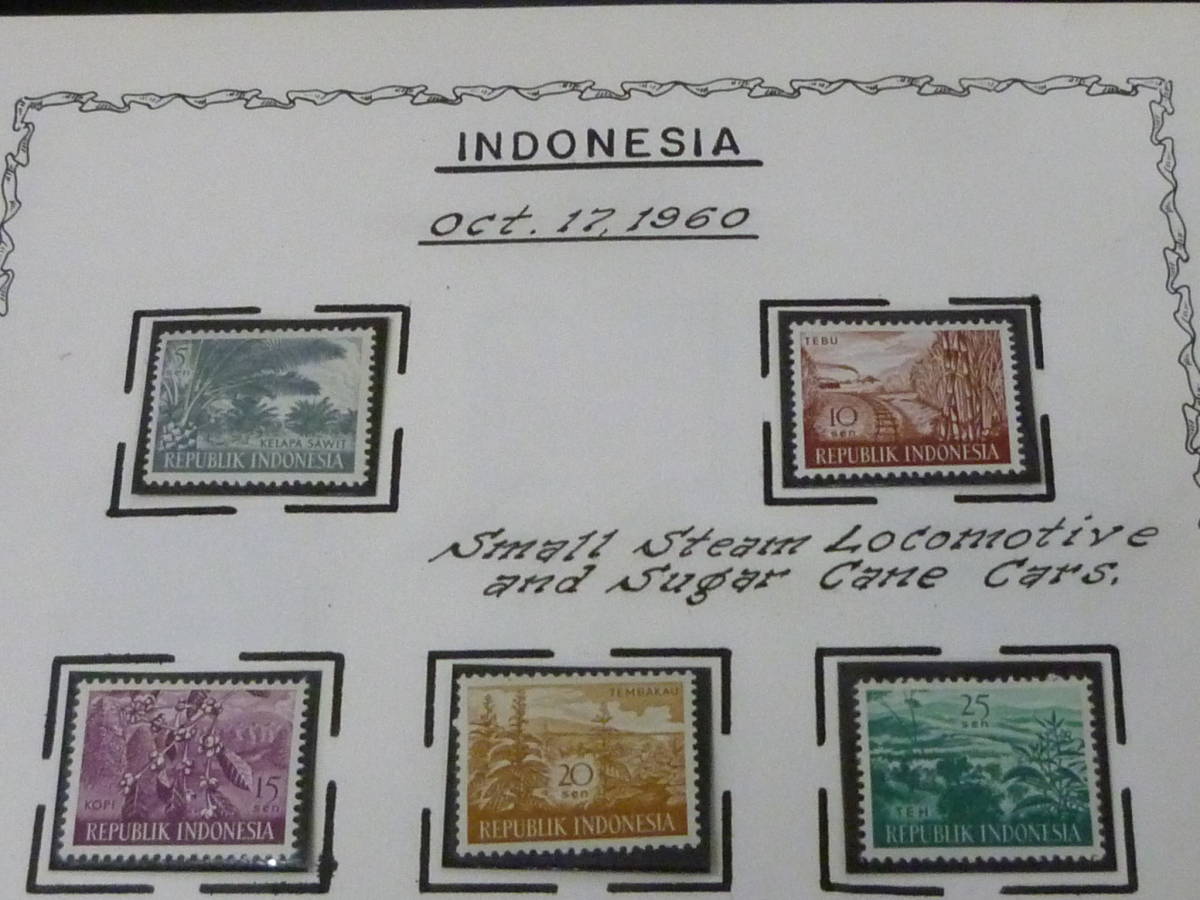 INDONESIA
Oct. 17, 1960
5
sen
KELAPA SAWIT
REPUBLIK INDONESIA
TEBU
10
sen
REPUBLIK INDONESIA
Small Steam Locomotive
and Sugar Cane Cars.
KOPI
15
sen
REPUBLIK INDONESIA
TEMBAKAU
20
sen
REPUBLIK INDONESIA
25
sen
TEH
REPUBLIK INDONESIA